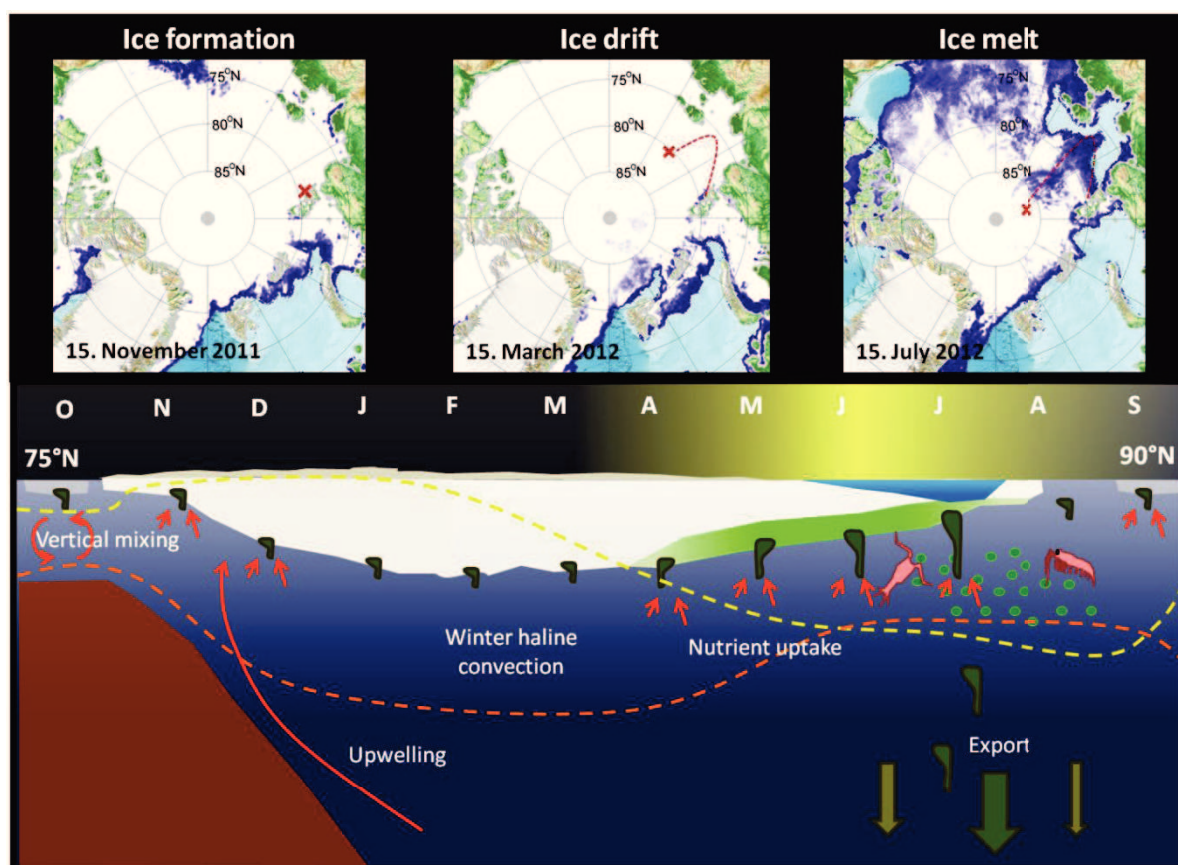 Ice formation
Ice drift
Ice melt
75°N
80°N
85°N
15. November 2011
75°N
80°N
85°N
15. March 2012
75°N
80°N
85°N
15. July 2012
O N D J F M A M J J A S
75°N
90°N
Vertical mixing
Winter haline
convection
Nutrient uptake
Upwelling
Export